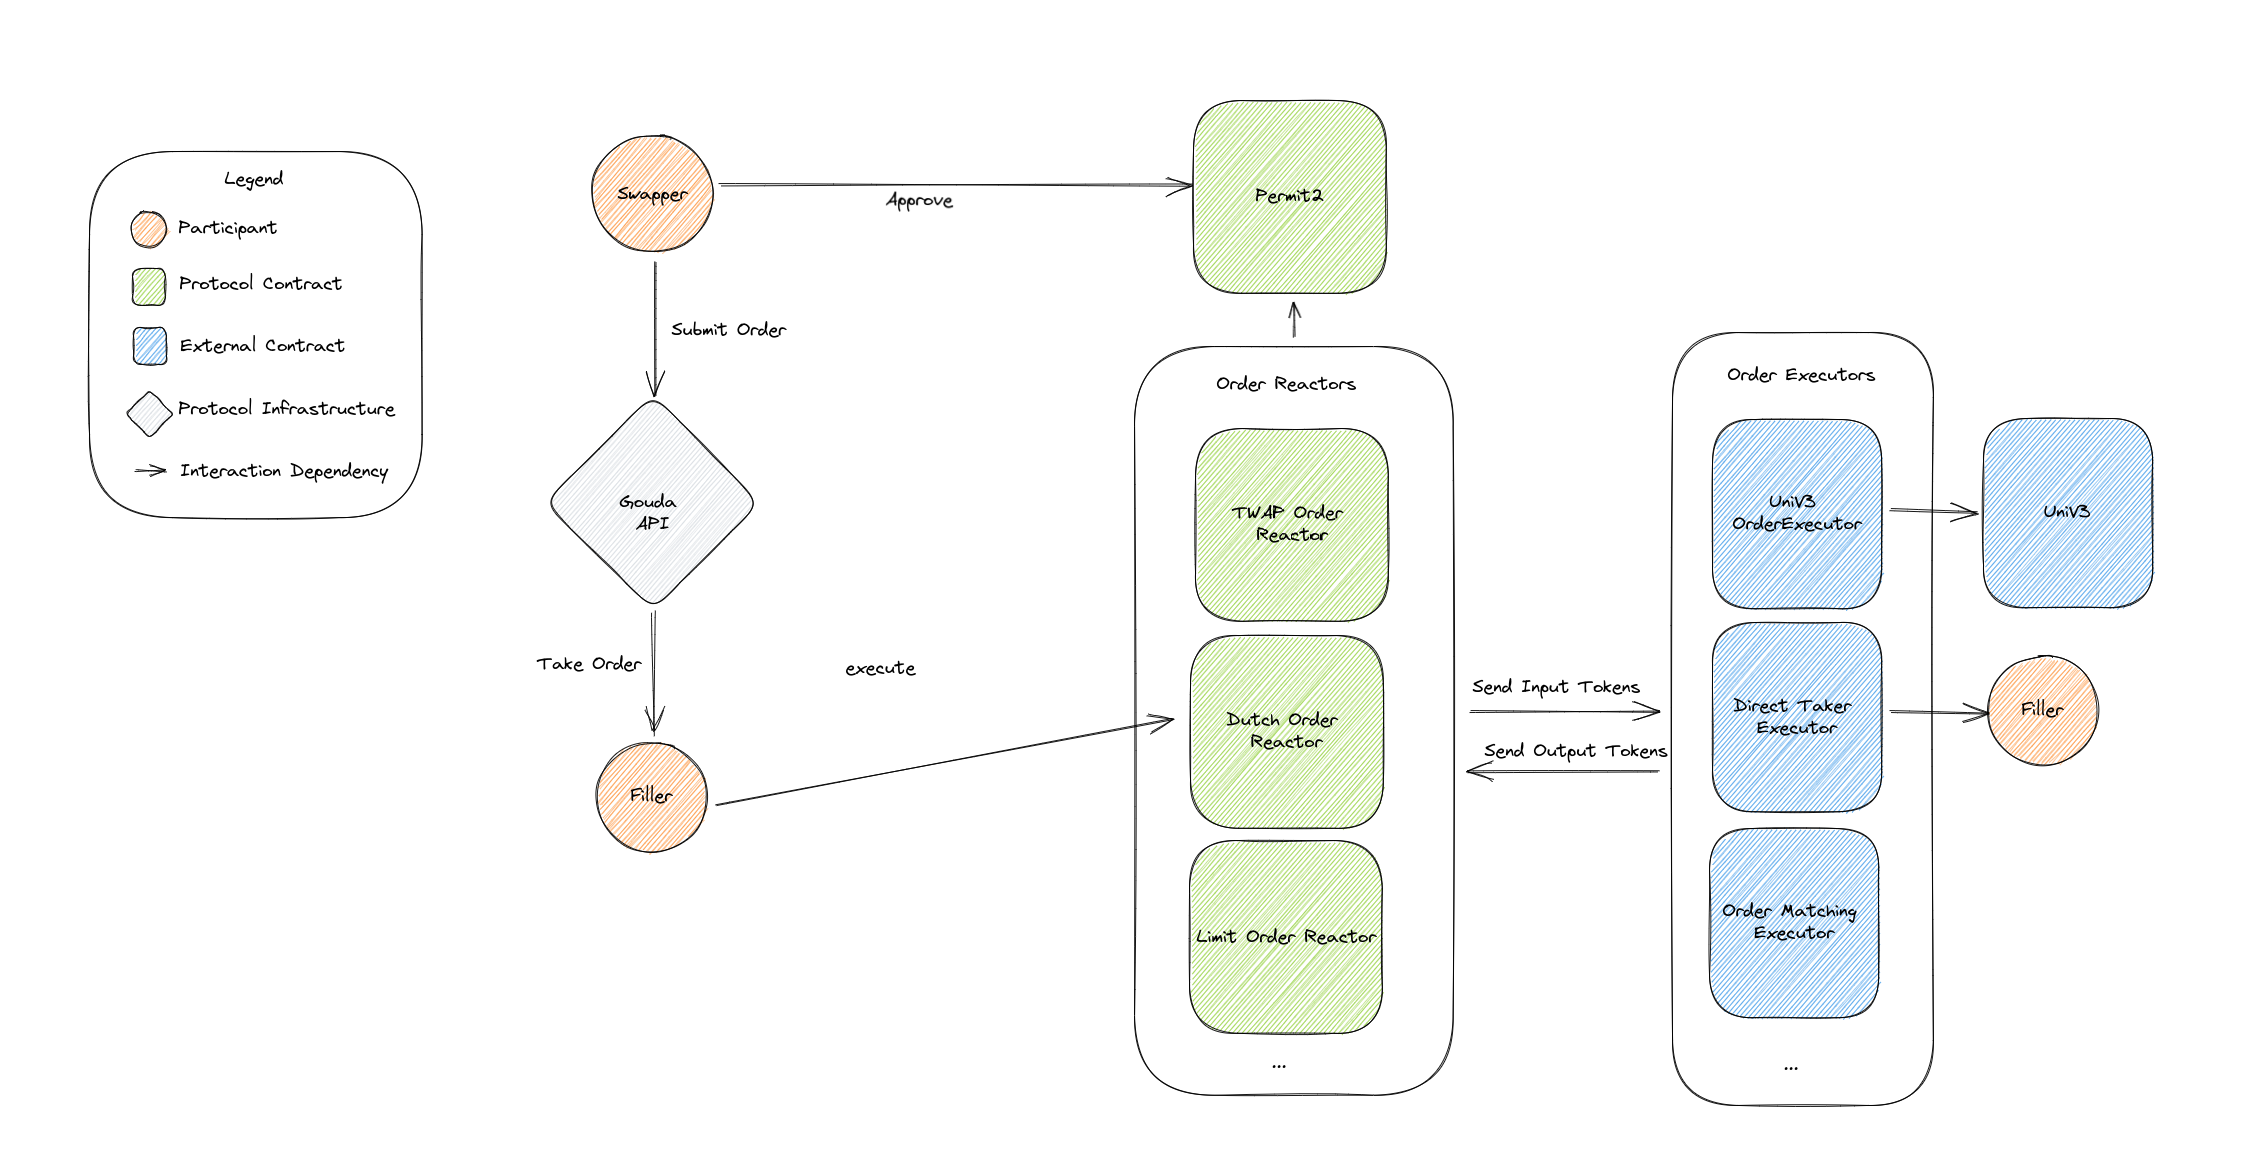 Legend
Participant
Protocol Contract
External Contract
Protocol Infrastructure
Interaction Dependency
Swapper
Approve
Permit2
Submit Order
Gouda
API
Take Order
Filler
execute
Order Reactors
TWAP Order
Reactor
Dutch Order
Reactor
Limit Order Reactor
...
Send Input Tokens
Send Output Tokens
Order Executors
UniV3
OrderExecutor
Direct Taker
Executor
Order Matching
Executor
...
UniV3
Filler